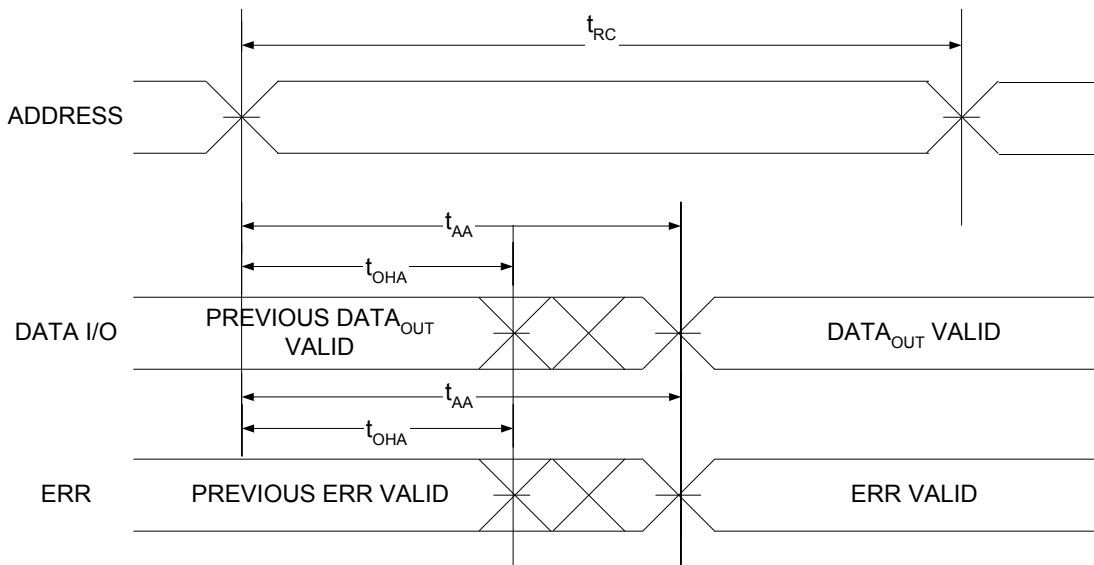 tRC
ADDRESS
tAA
tOHA
DATA I/O
PREVIOUS DATAOUT
VALID
DATAOUT VALID
tAA
tOHA
ERR
PREVIOUS ERR VALID
ERR VALID